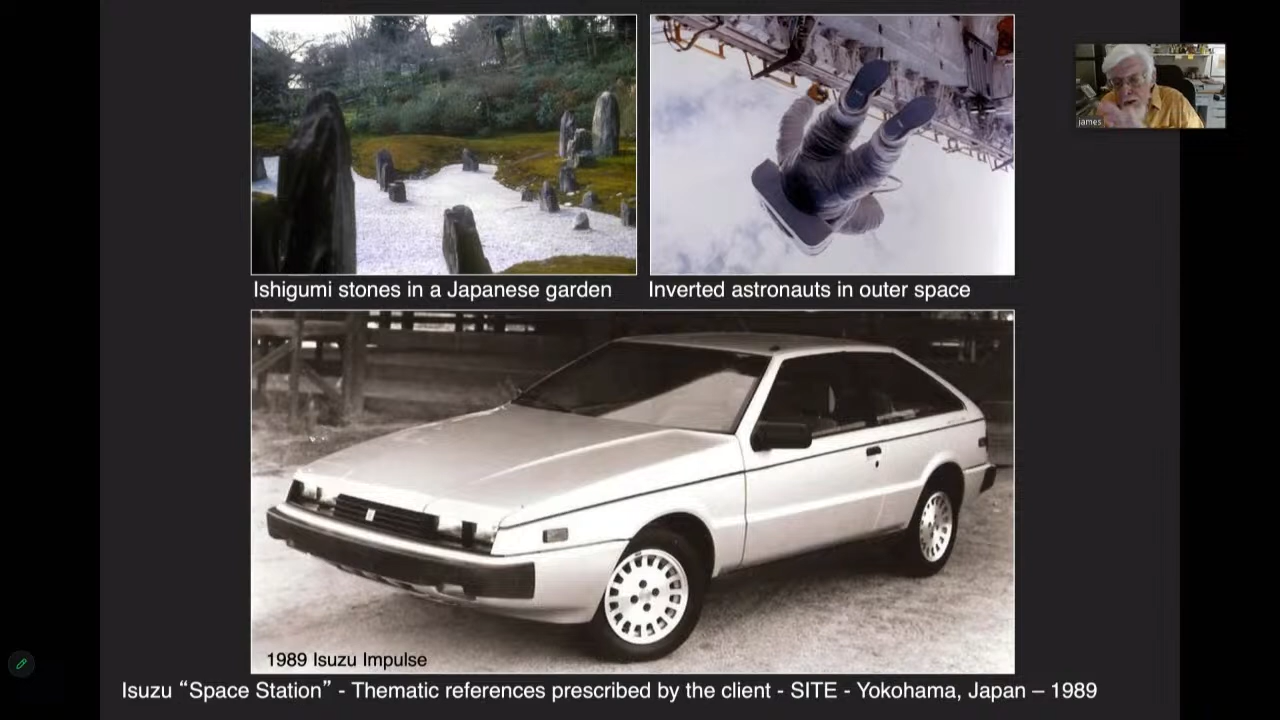 james
Ishigumi stones in a Japanese garden
Inverted astronauts in outer space
1989 Isuzu Impulse
Isuzu “Space Station” - Thematic references prescribed by the client - SITE - Yokohama, Japan – 1989